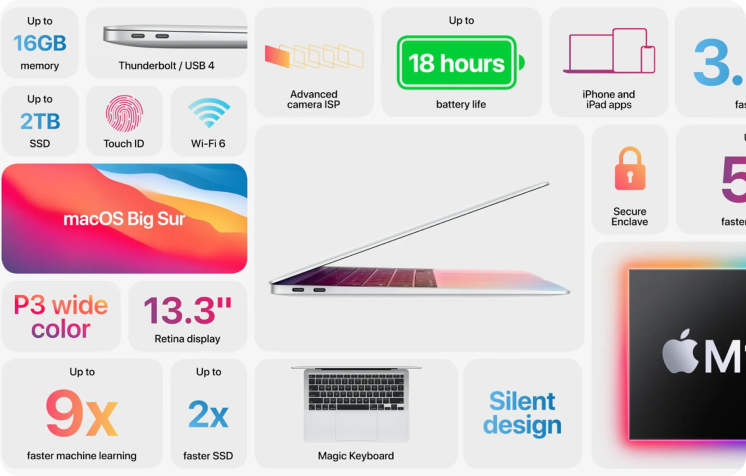 Up to
16GB
memory
Thunderbolt / USB 4
Up to
2TB
SSD
Touch ID
Wi-Fi 6
macOS Big Sur
P3 wide
color
13.3"
Retina display
Up to
9x
faster machine learning
Up to
2x
faster SSD
Advanced
camera ISP
Up to
18 hours
battery life
iPhone and
iPad apps
3.
Secure
Enclave
5
faster
Magic Keyboard
Silent
design